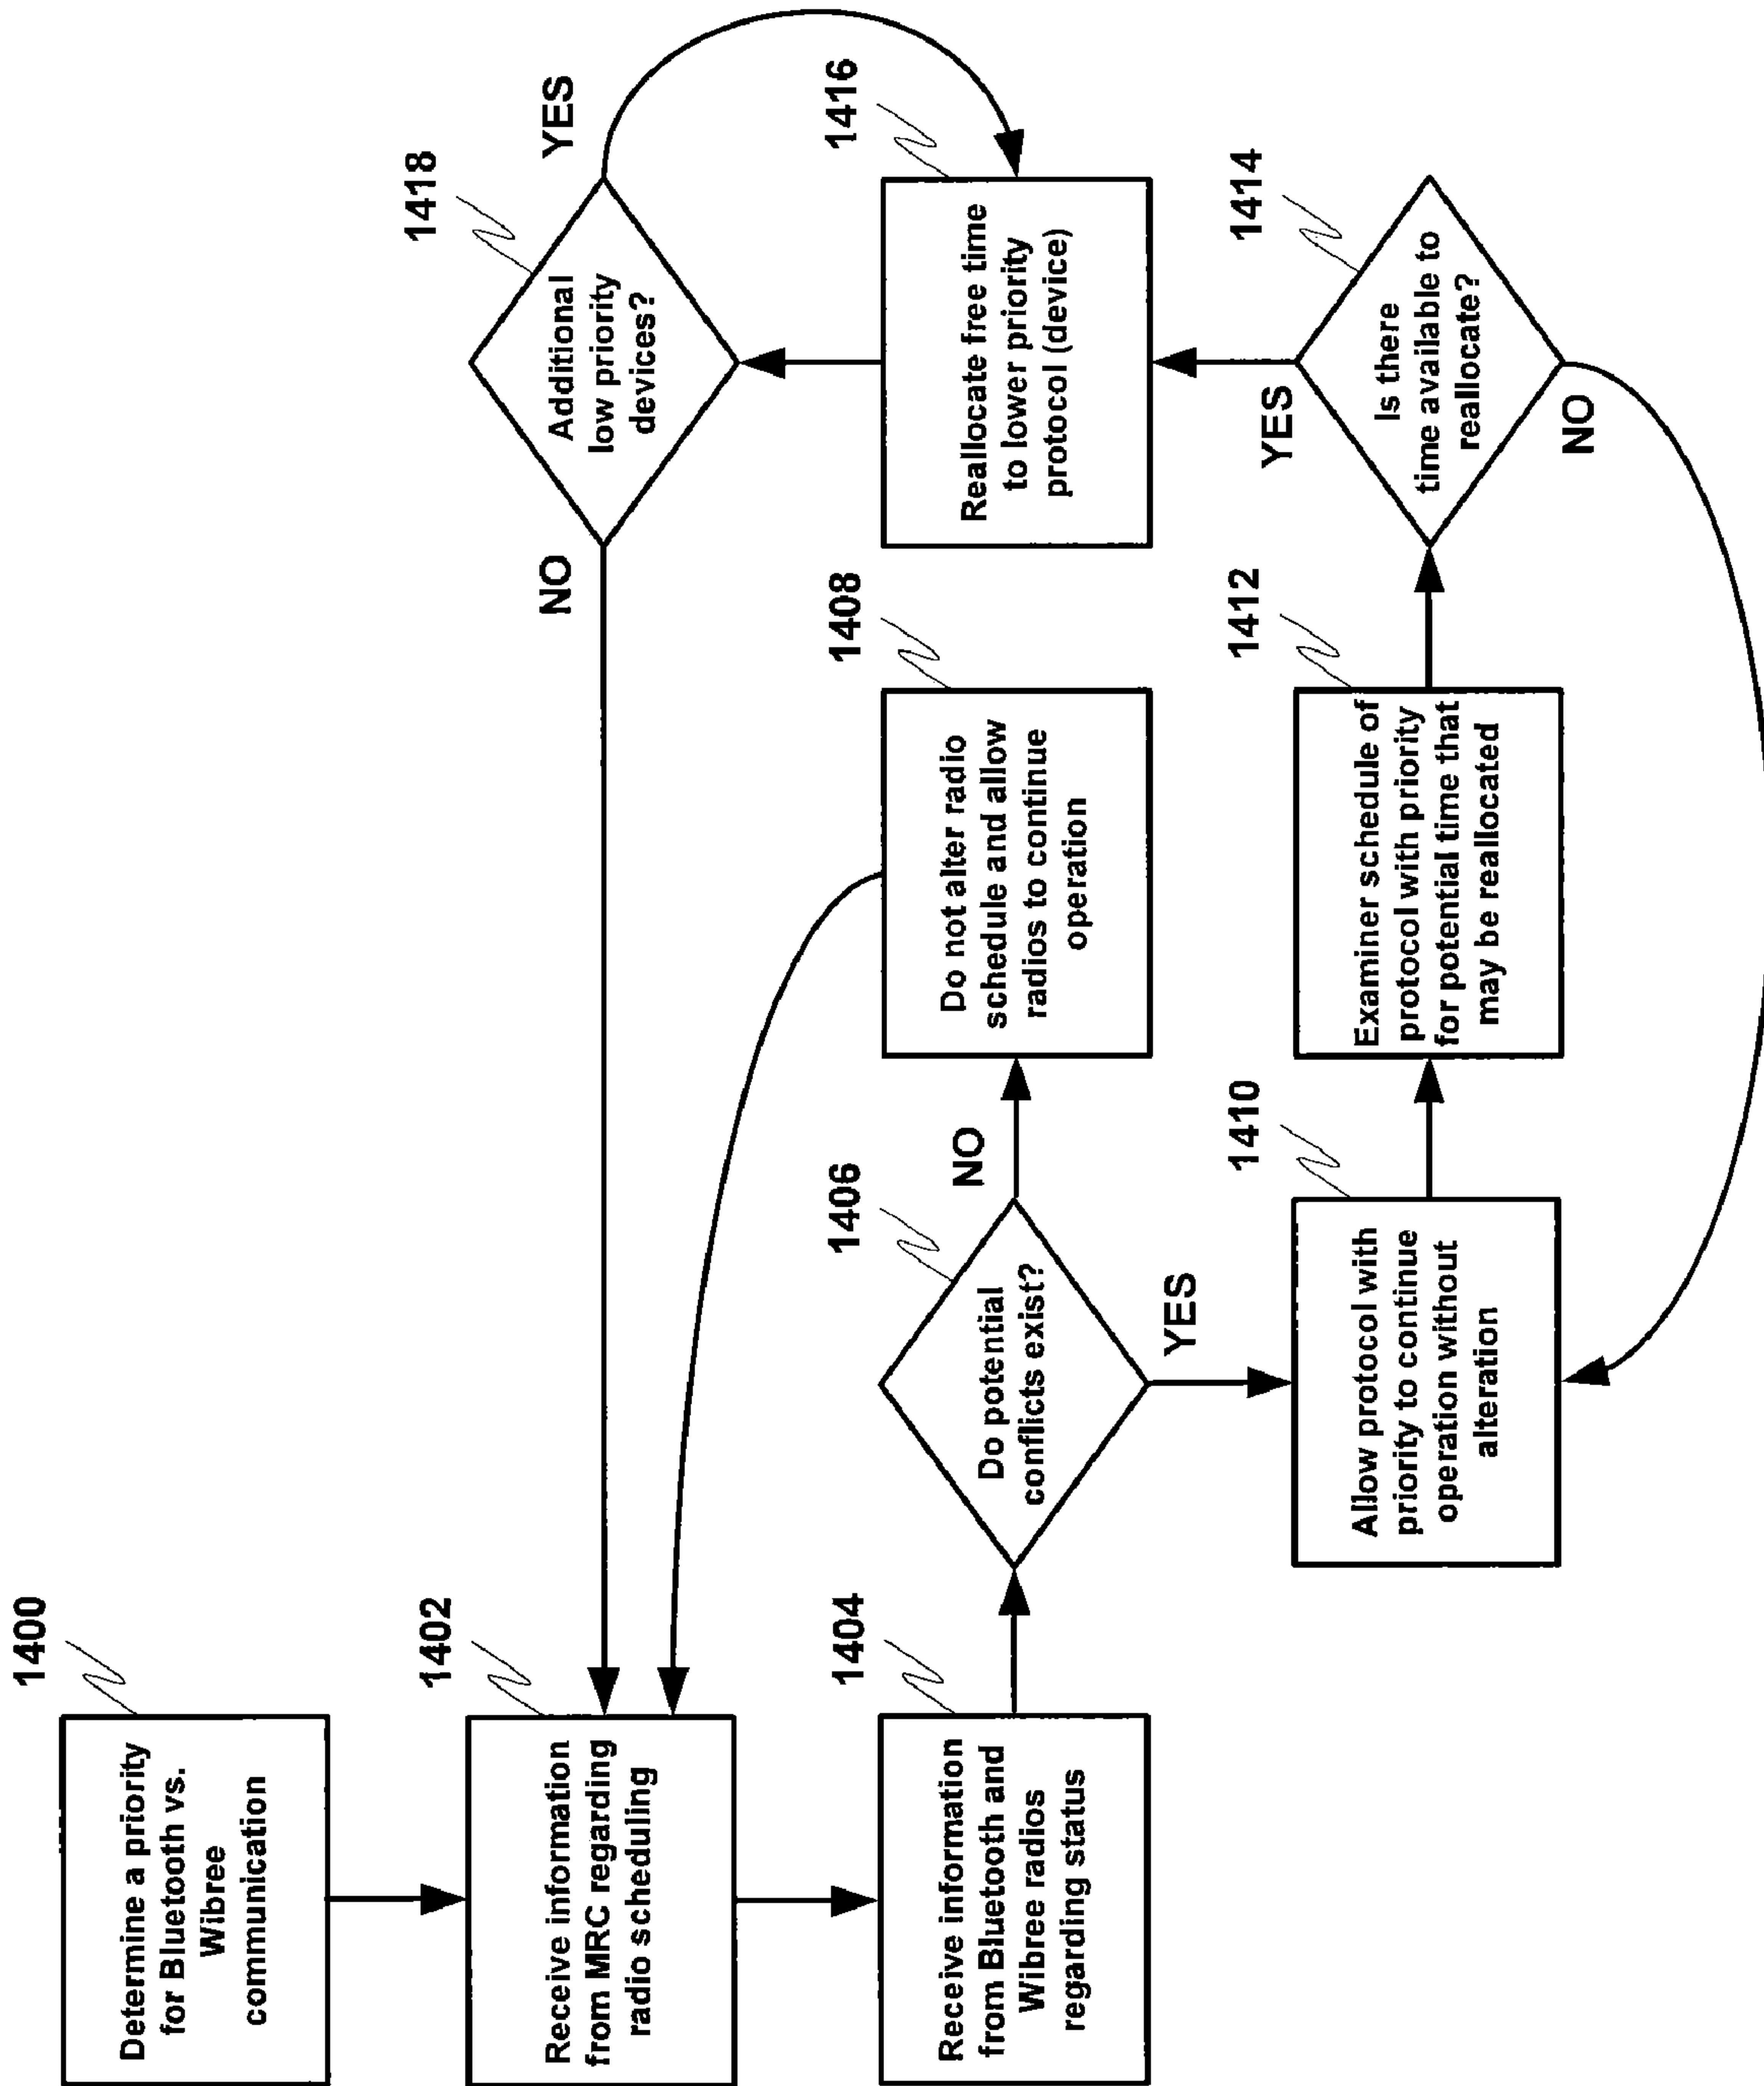 1400
Determine a priority
for Bluetooth vs.
Wibree
communication
1402
Receive information
from MRC regarding
radio scheduling
1404
Receive information
from Bluetooth and
Wibree radios
regarding status
1406
Do potential
conflicts exist?
NO
YES
1408
Do not alter radio
schedule and allow
radios to continue
operation
1410
Allow protocol with
priority to continue
operation without
alteration
1412
Examiner schedule of
protocol with priority
for potential time that
may be reallocated
1414
Is there
time available to
reallocate?
YES
NO
1416
Reallocate free time
to lower priority
protocol (device)
1418
Additional
low priority
devices?
YES
NO